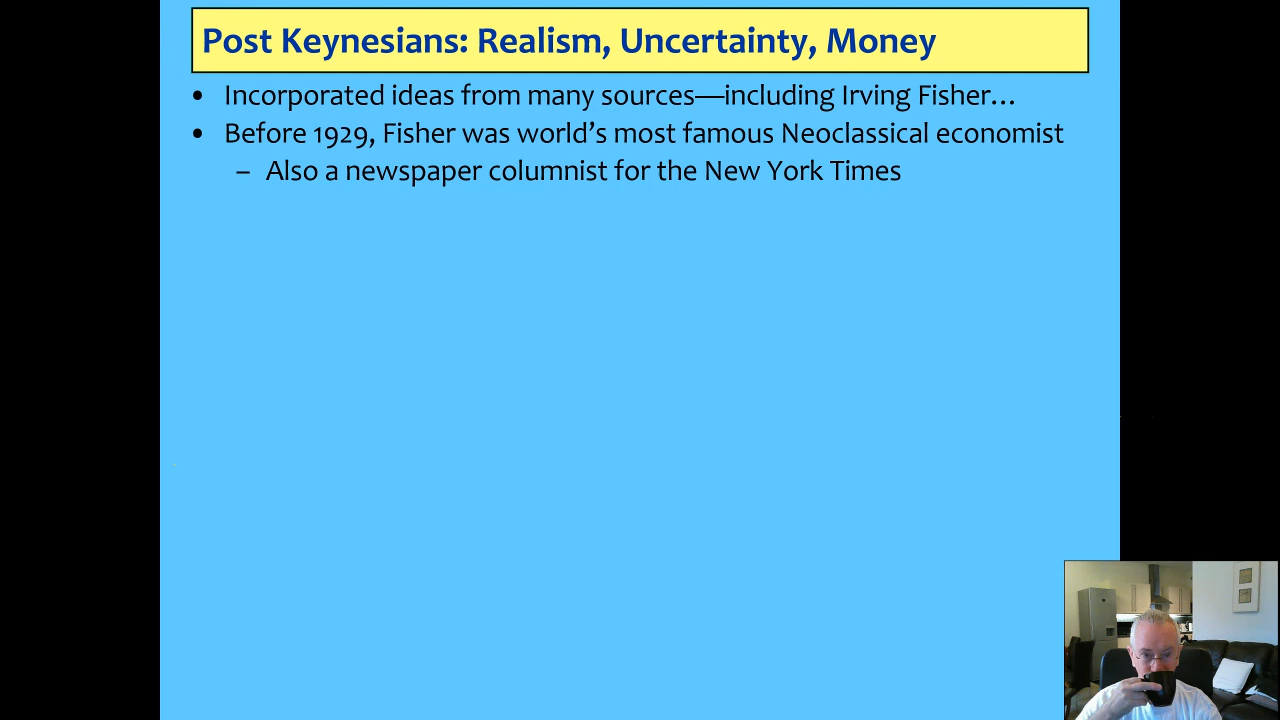 Post Keynesians: Realism, Uncertainty, Money
• Incorporated ideas from many sources—including Irving Fisher…
• Before 1929, Fisher was world’s most famous Neoclassical economist
– Also a newspaper columnist for the New York Times